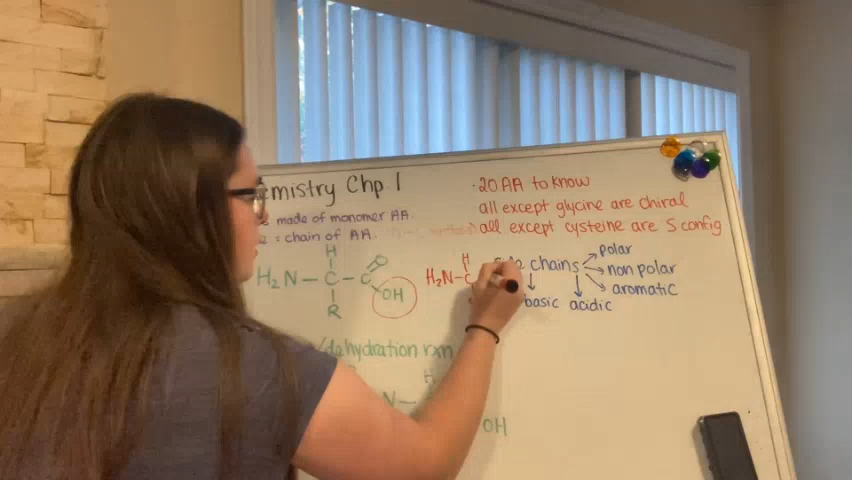 emistry Chp. 1
made of monomer AA.
= chain of AA.
H
H₂N — C — C
O
OH
R
/dehydration rxn
N —
H
OH
· 20 AA to know
all except glycine are chiral
all except cysteine are S config
H
H₂N – C
chains
polar
non polar
aromatic
basic acidic